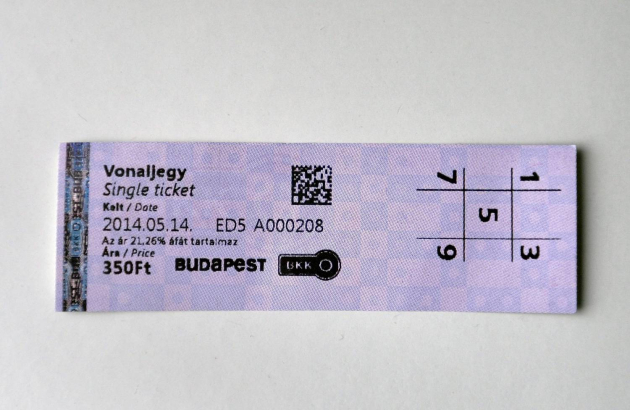 Vonaljegy
Single ticket
Kelt / Date
2014.05.14. ED5 A000208
Az ár 21,26% áfát tartalmaz
Ára / Price
350Ft
BUDAPEST BKK
1 3
5
7 9